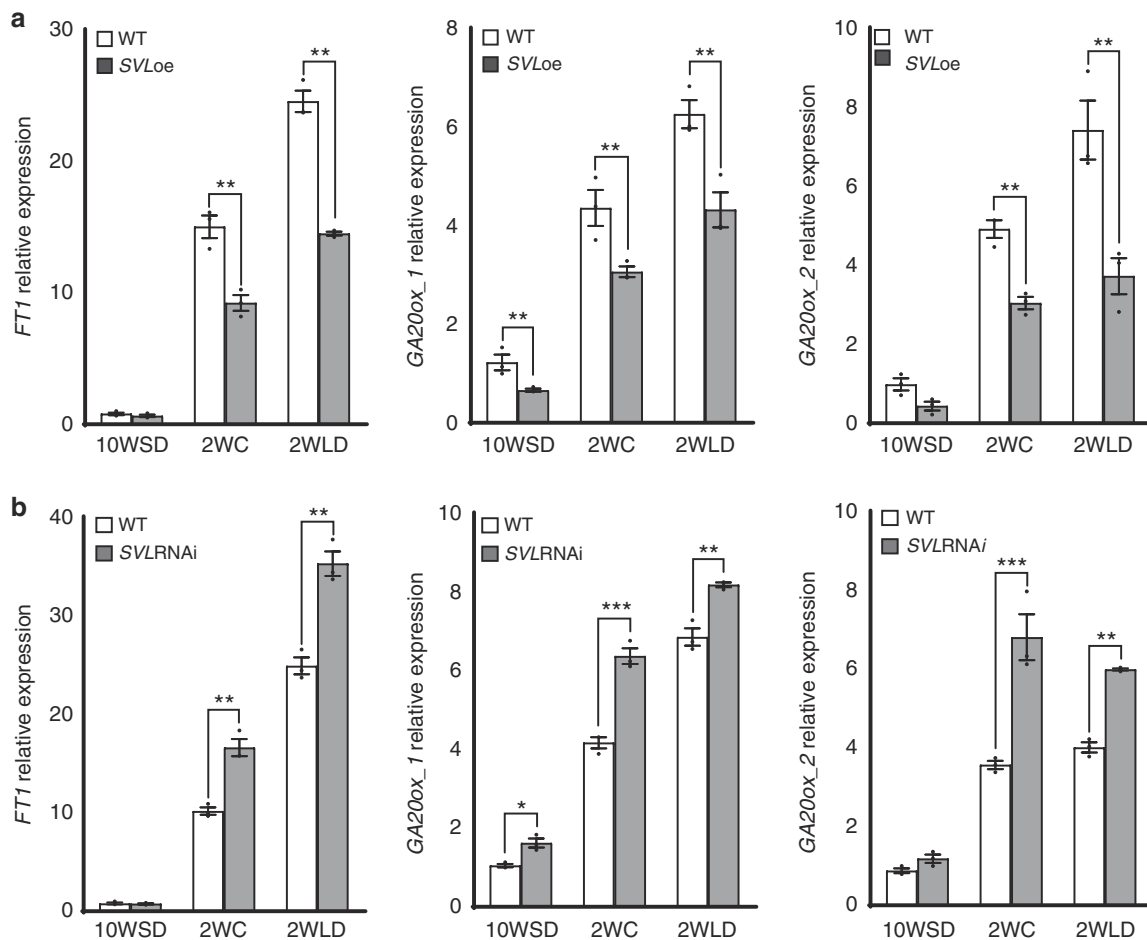 a
FT1 relative expression
30
20
10
0
WT
SVLoe
**
**
10WSD 2WC 2WLD
GA20ox_1 relative expression
8
6
4
2
0
WT
SVLoe
**
**
**
10WSD 2WC 2WLD
GA20ox_2 relative expression
10
8
6
4
2
0
WT
SVLoe
**
**
10WSD 2WC 2WLD
b
FT1 relative expression
40
30
20
10
0
WT
SVLRNAi
**
**
10WSD 2WC 2WLD
GA20ox_1 relative expression
10
8
6
4
2
0
WT
SVLRNAi
*
***
**
10WSD 2WC 2WLD
GA20ox_2 relative expression
10
8
6
4
2
0
WT
SVLRNAi
***
**
10WSD 2WC 2WLD